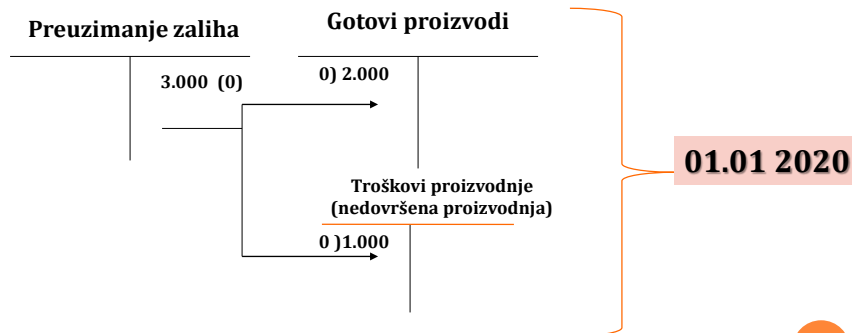 Preuzimanje zaliha
Gotovi proizvodi
3.000 (0)
0) 2.000
01.01 2020
Troškovi proizvodnje
(nedovršena proizvodnja)
0 )1.000